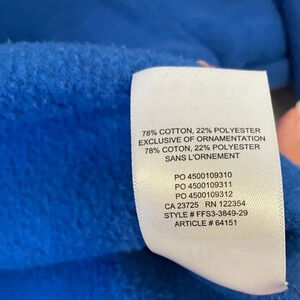 78% COTTON, 22% POLYESTER
EXCLUSIVE OF ORNAMENTATION
78% COTON, 22% POLYESTER
SANS L'ORNEMENT
PO 4500109310
PO 4500109311
PO 4500109312
CA 23725 RN 122354
STYLE # FFS3-3849-29
ARTICLE # 64151